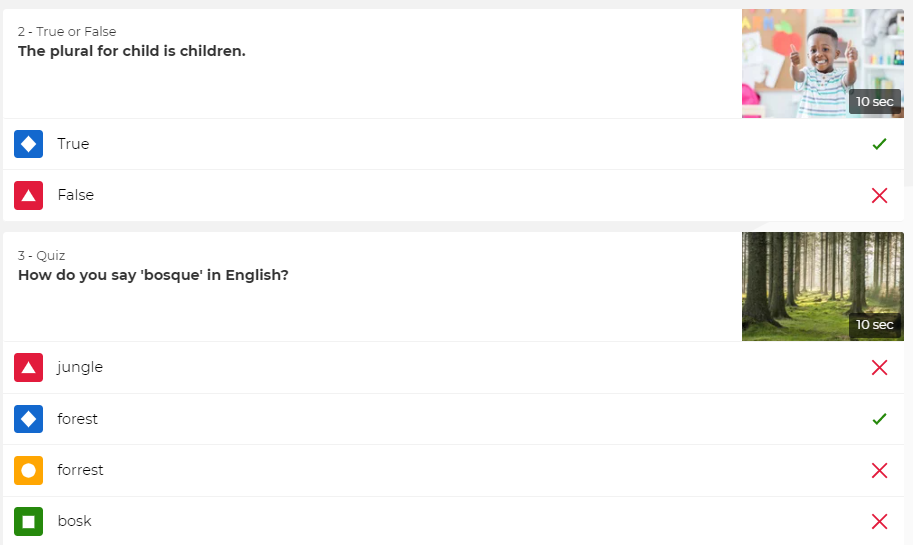 2 - True or False
The plural for child is children.
10 sec
True
False
3 - Quiz
How do you say 'bosque' in English?
10 sec
jungle
forest
forrest
bosk